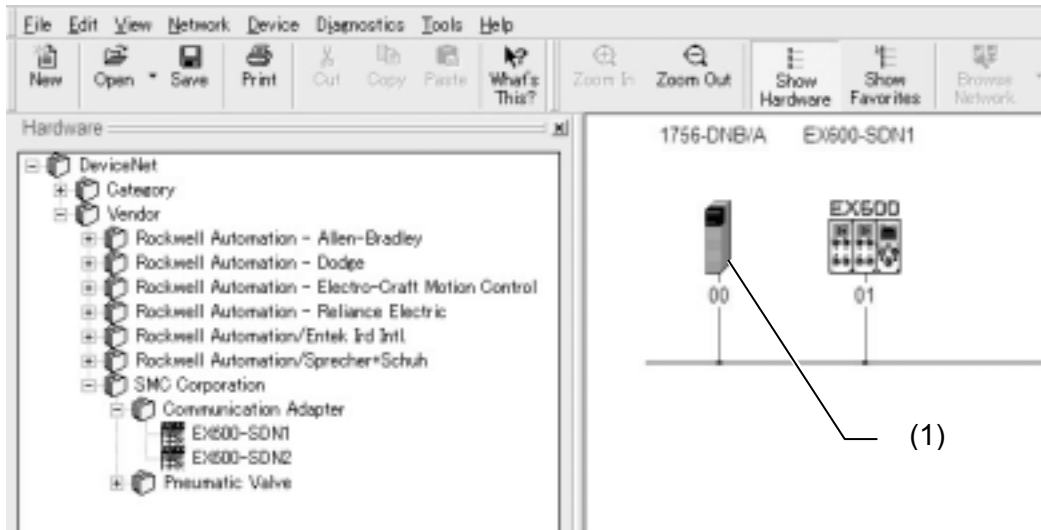 File Edit View Network Device Diagnostics Tools Help
New Open Save Print Cut Copy Paste What's This? Zoom In Zoom Out Show Hardware Show Favorites Browse Network
Hardware
DeviceNet
Category
Vendor
Rockwell Automation - Allen-Bradley
Rockwell Automation - Dodge
Rockwell Automation - Electro-Craft Motion Control
Rockwell Automation - Reliance Electric
Rockwell Automation/Entek Ird Intl.
Rockwell Automation/Sprecher+Schuh
SMC Corporation
Communication Adapter
EX600-SDN1
EX600-SDN2
Pneumatic Valve
1756-DNB/A EX600-SDN1
EX600
00 01
(1)